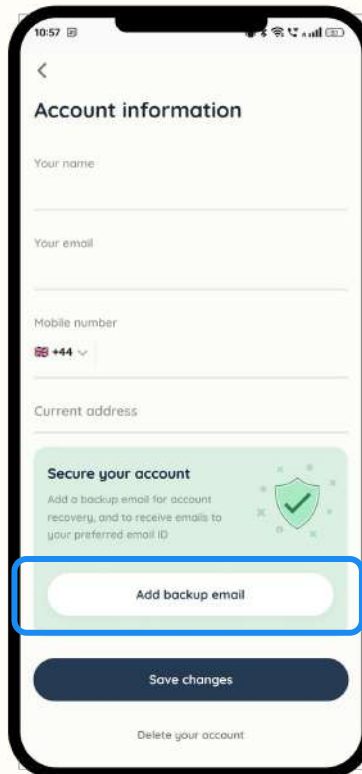 10:57
Account information
Your name
Your email
Mobile number
+44
Current address
Secure your account
Add a backup email for account
recovery, and to receive emails to
your preferred email ID
Add backup email
Save changes
Delete your account